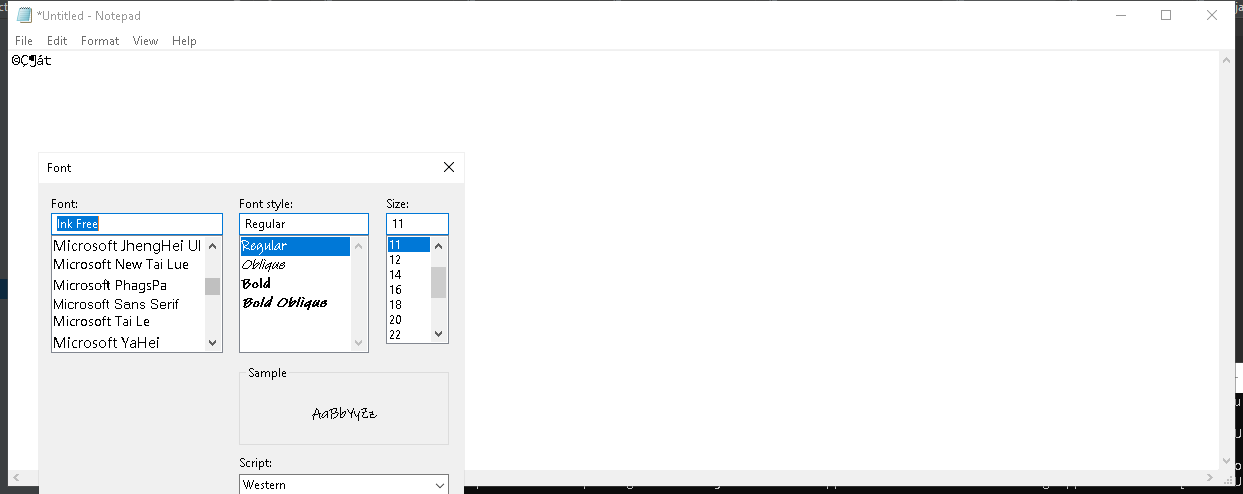 *Untitled - Notepad
File Edit Format View Help
©Ç¶át
Font
Font: Font style: Size:
Ink Free Regular 11
Microsoft JhengHei UI Regular 11
Microsoft New Tai Lue Oblique 12
Microsoft PhagsPa Bold 14
Microsoft Sans Serif Bold Oblique 16
Microsoft Tai Le 18
Microsoft YaHei 20
22
Sample
AaBbYyZz
Script:
Western